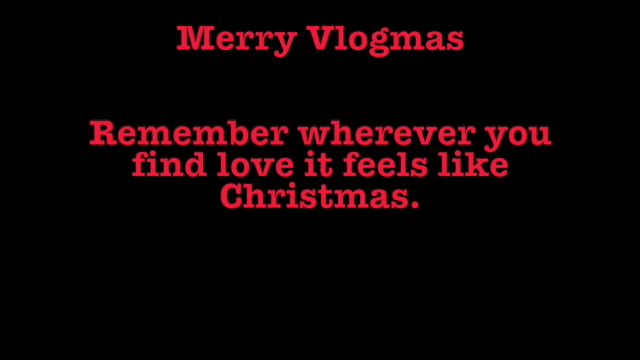 Merry Vlogmas
Remember wherever you
find love it feels like
Christmas.